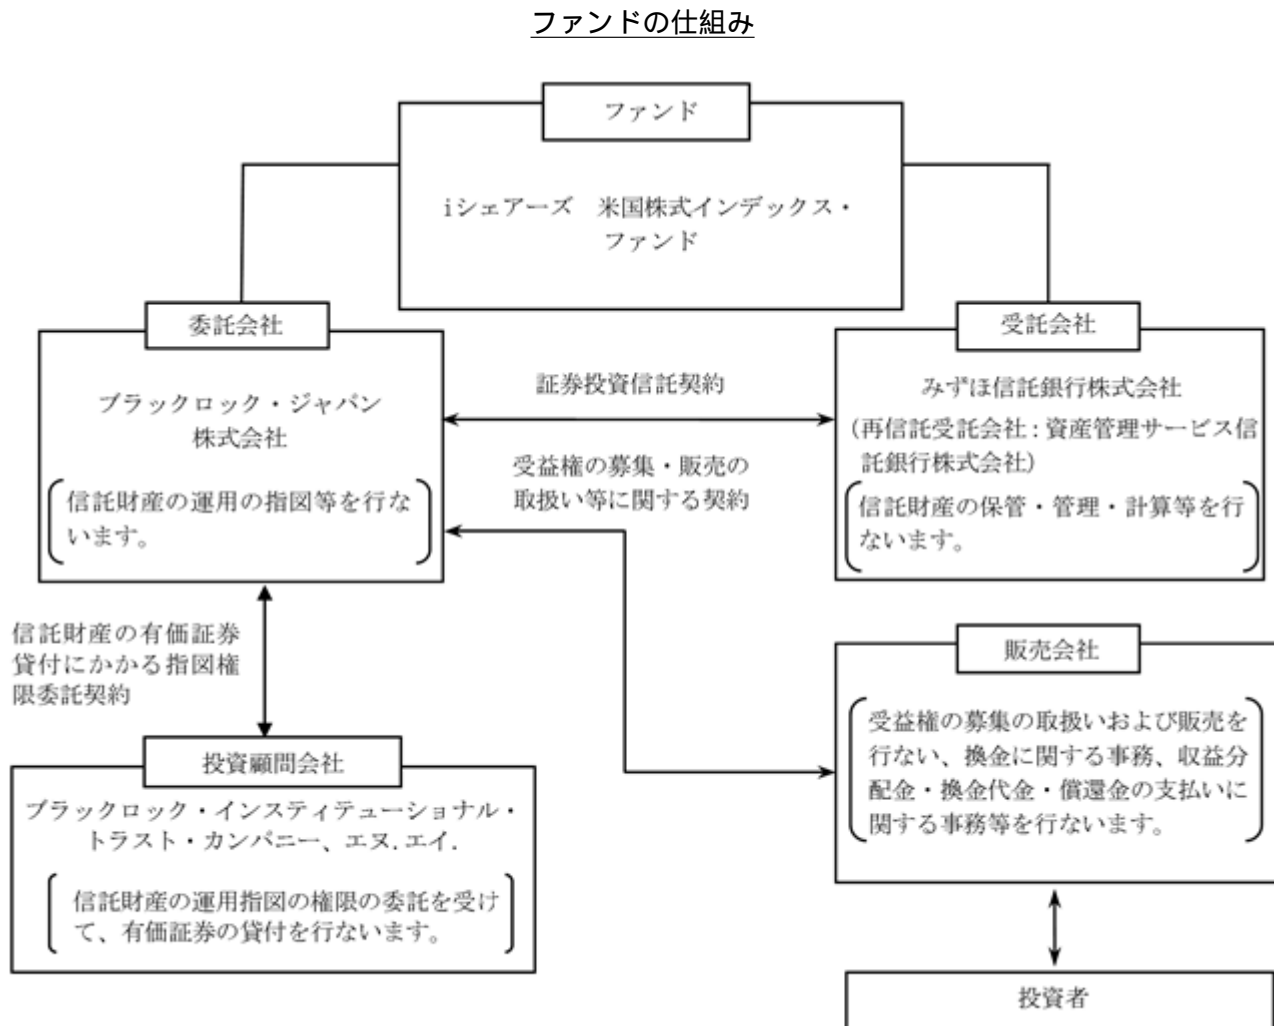 ファンドの仕組み
ファンド
iシェアーズ　米国株式インデックス・
ファンド
委託会社
ブラックロック・ジャパン
株式会社
信託財産の運用の指図等を行な
います。
証券投資信託契約
受益権の募集・販売の
取扱い等に関する契約
受託会社
みずほ信託銀行株式会社
（再信託受託会社：資産管理サービス信
託銀行株式会社）
信託財産の保管・管理・計算等を行
ないます。
信託財産の有価証券
貸付にかかる指図権
限委託契約
投資顧問会社
ブラックロック・インスティテューショナル・
トラスト・カンパニー、エヌ.エイ.
信託財産の運用指図の権限の委託を受け
て、有価証券の貸付を行ないます。
販売会社
受益権の募集の取扱いおよび販売を
行ない、換金に関する事務、収益分
配金・換金代金・償還金の支払いに
関する事務等を行ないます。
投資者